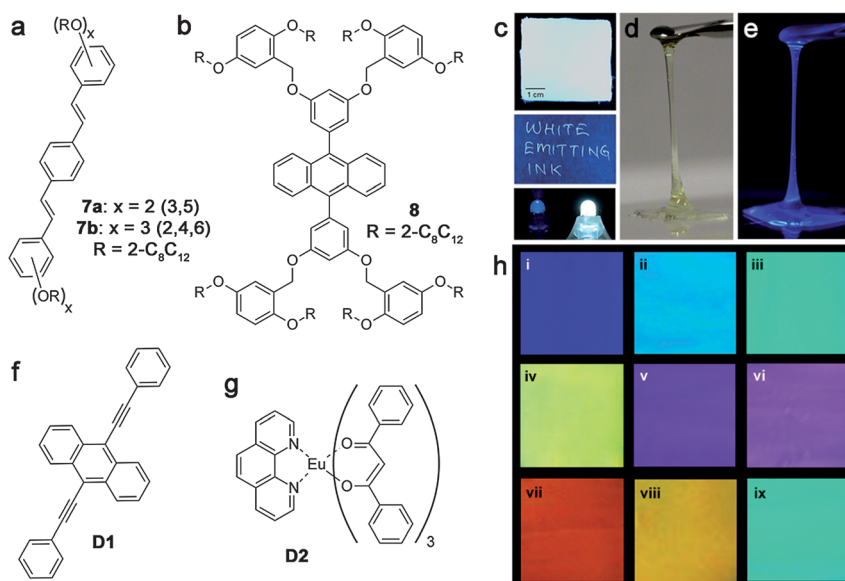 a
(RO)x
7a: x = 2 (3,5)
7b: x = 3 (2,4,6)
R = 2-C8C12
(OR)x
b
R
O
O
R
R
O
O
R
O
O
8
R = 2-C8C12
O
O
R
O
O
R
O
R
O
R
c
1 cm
WHITE
EMITTING
INK
d
e
f
D1
g
N
N
Eu
O
O
3
D2
h
i
ii
iii
iv
v
vi
vii
viii
ix